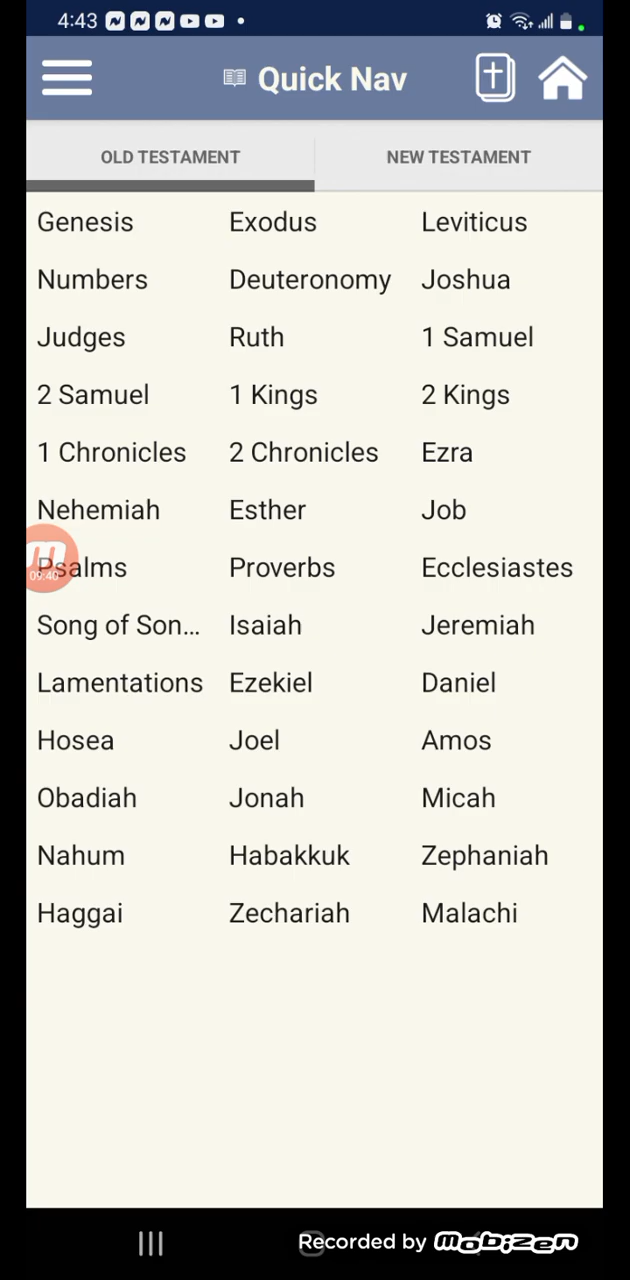 4:43
Quick Nav
OLD TESTAMENT NEW TESTAMENT
Genesis Exodus Leviticus
Numbers Deuteronomy Joshua
Judges Ruth 1 Samuel
2 Samuel 1 Kings 2 Kings
1 Chronicles 2 Chronicles Ezra
Nehemiah Esther Job
Psalms Proverbs Ecclesiastes
09:40
Song of Son... Isaiah Jeremiah
Lamentations Ezekiel Daniel
Hosea Joel Amos
Obadiah Jonah Micah
Nahum Habakkuk Zephaniah
Haggai Zechariah Malachi
Recorded by mobizen